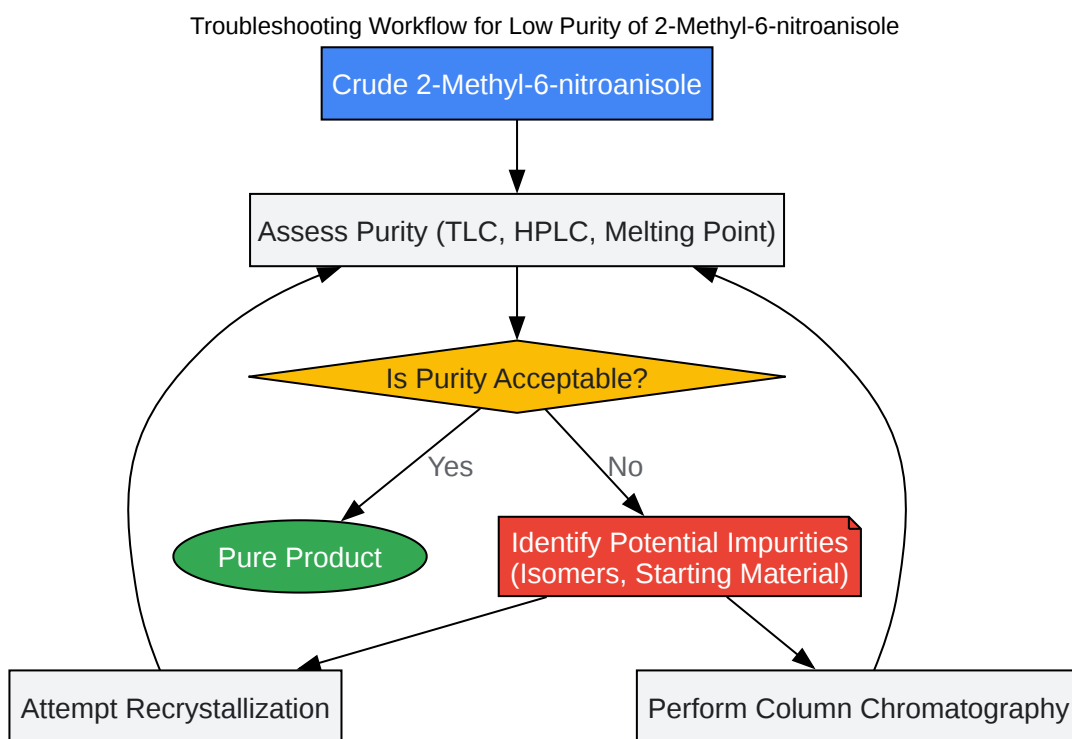 Troubleshooting Workflow for Low Purity of 2-Methyl-6-nitroanisole
Crude 2-Methyl-6-nitroanisole
Assess Purity (TLC, HPLC, Melting Point)
Is Purity Acceptable?
Yes
No
Pure Product
Identify Potential Impurities
(Isomers, Starting Material)
Attempt Recrystallization
Perform Column Chromatography